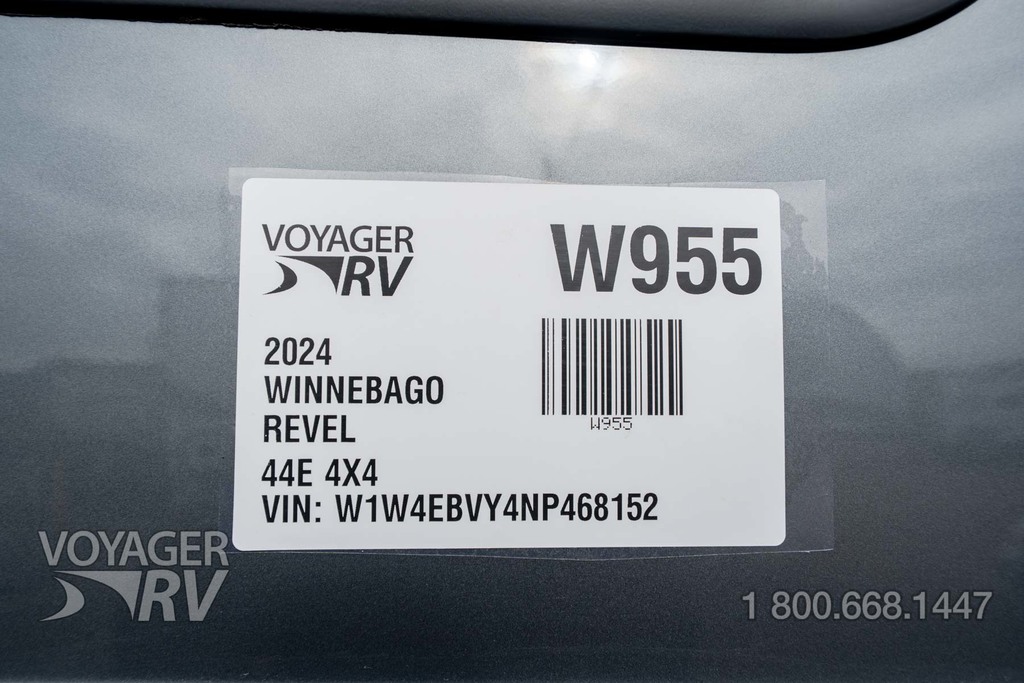 VOYAGER
RV
W955
2024
WINNEBAGO
REVEL
44E 4X4
VIN: W1W4EBVY4NP468152
W955
VOYAGER
RV
1 800.668.1447